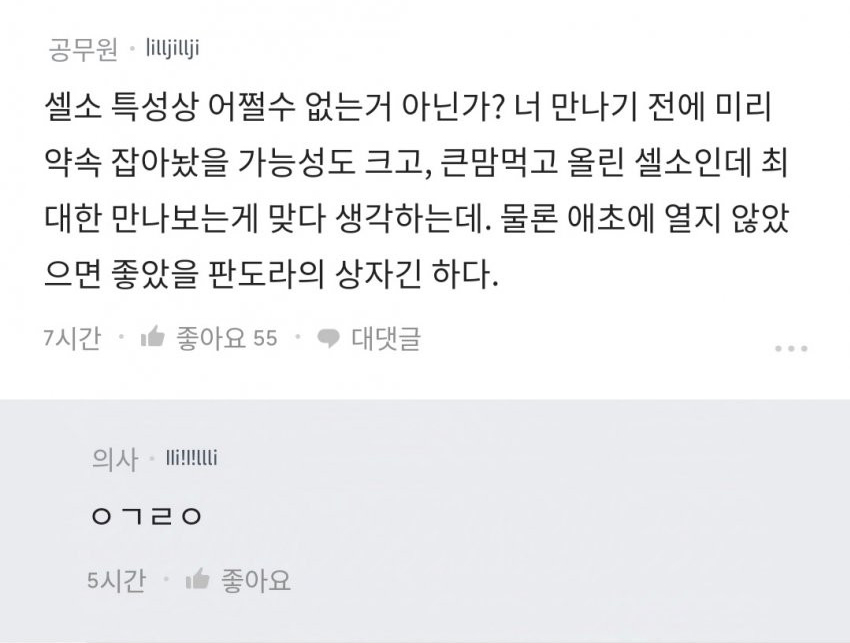 공무원 · lilljillji
셀소 특성상 어쩔수 없는거 아닌가? 너 만나기 전에 미리
약속 잡아놨을 가능성도 크고, 큰맘먹고 올린 셀소인데 최
대한 만나보는게 맞다 생각하는데. 물론 애초에 열지 않았
으면 좋았을 판도라의 상자긴 하다.
7시간 · 좋아요 55 · 대댓글
의사 · lli!l!llli
ㅇㄱㄹㅇ
5시간 · 좋아요